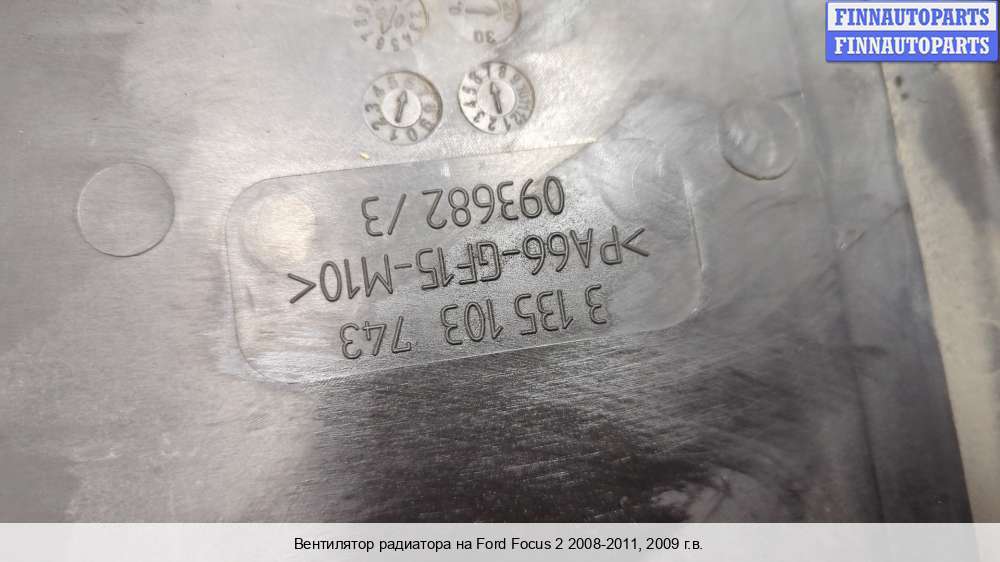 FINNAUTOPARTS
FINNAUTOPARTS
3 135 103 743
>PA66-GF15-M10<
093682/3
Вентилятор радиатора на Ford Focus 2 2008-2011, 2009 г.в.